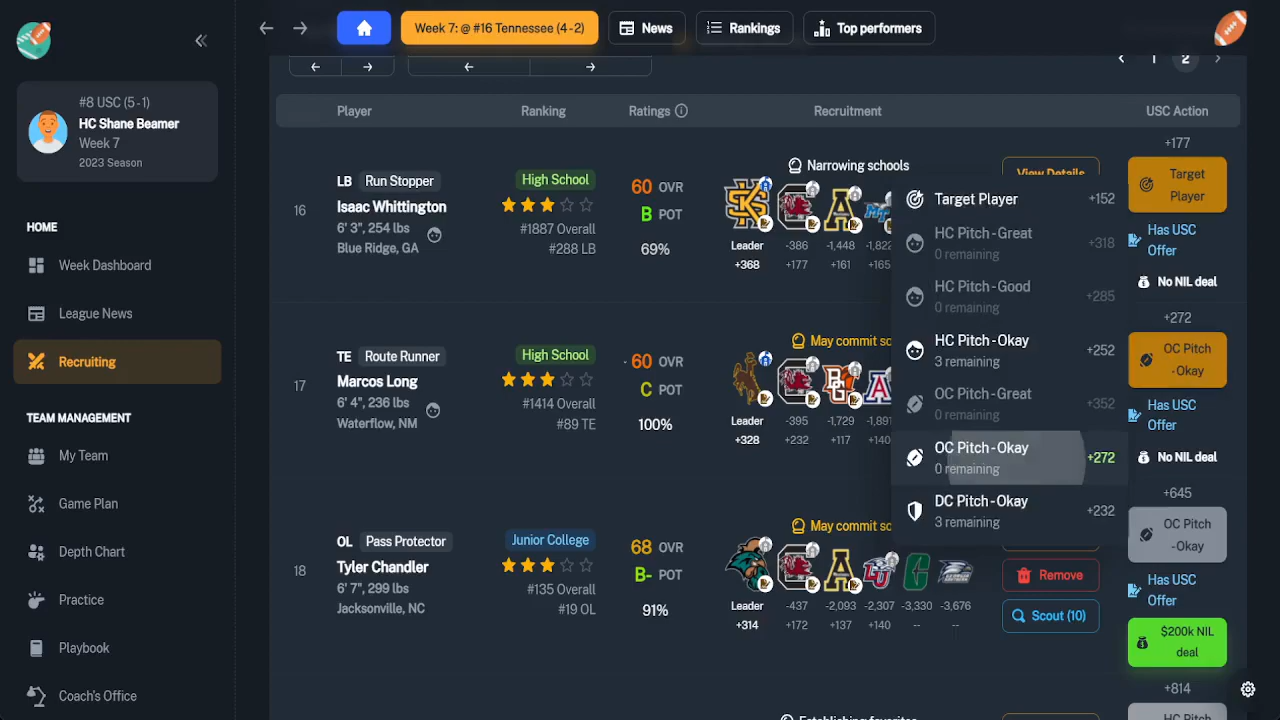 #8 USC (5-1)
HC Shane Beamer
Week 7
2023 Season
HOME
Week Dashboard
League News
Recruiting
TEAM MANAGEMENT
My Team
Game Plan
Depth Chart
Practice
Playbook
Coach's Office
Week 7: @ #16 Tennessee (4-2)
News
Rankings
Top performers
1
2
Player
Ranking
Ratings
Recruitment
USC Action
16
LB Run Stopper
Isaac Whittington
6' 3", 254 lbs
Blue Ridge, GA
High School
#1887 Overall
#288 LB
60 OVR
B POT
69%
Narrowing schools
Leader -386 -1,448 -1,822
+368 +177 +161 +165
View Details
+177
Target
Player
Has USC
Offer
No NIL deal
17
TE Route Runner
Marcos Long
6' 4", 236 lbs
Waterflow, NM
High School
#1414 Overall
#89 TE
60 OVR
C POT
100%
May commit so
Leader -395 -1,729 -1,891
+328 +232 +117 +140
+272
OC Pitch
-Okay
Has USC
Offer
No NIL deal
Target Player +152
HC Pitch-Great
0 remaining
+318
HC Pitch-Good
0 remaining
+285
HC Pitch-Okay
3 remaining
+252
OC Pitch-Great
0 remaining
+352
OC Pitch-Okay
0 remaining
+272
DC Pitch-Okay
3 remaining
+232
18
OL Pass Protector
Tyler Chandler
6' 7", 299 lbs
Jacksonville, NC
Junior College
#135 Overall
#19 OL
68 OVR
B- POT
91%
May commit so
Leader -437 -2,093 -2,307 -3,330 -3,676
+314 +172 +137 +140 -- --
Remove
Scout (10)
+645
OC Pitch
-Okay
Has USC
Offer
$200k NIL
deal
Establishing favorites
+814
HC Pitch